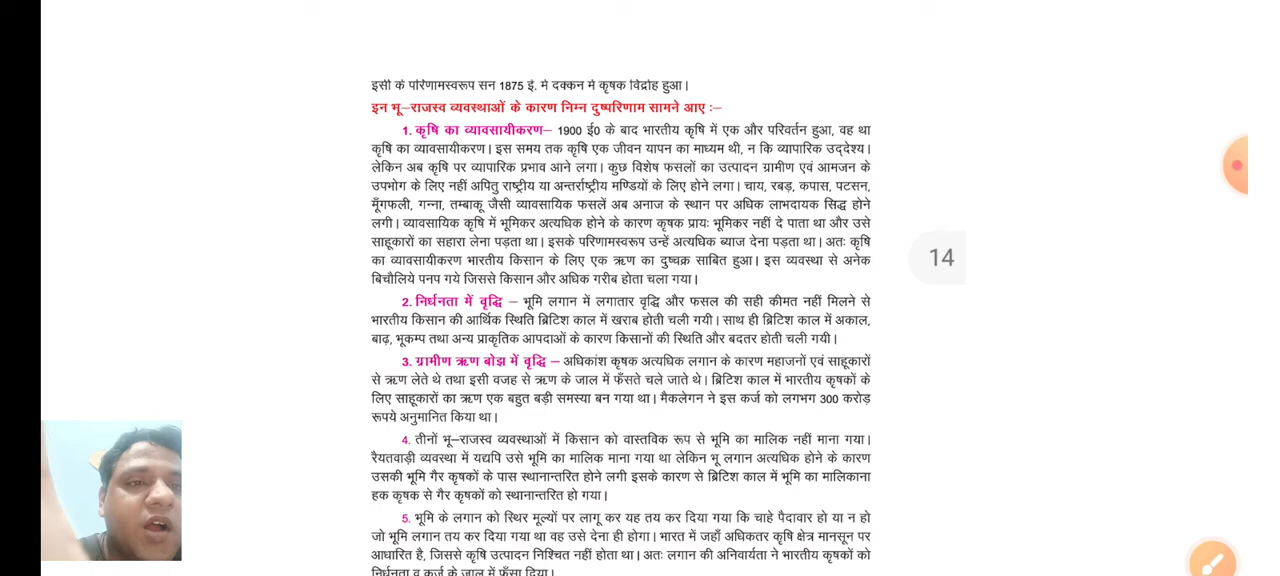 इसी के परिणामस्वरूप सन 1875 ई. में दक्कन में कृषक विद्रोह हुआ।
इन भू–राजस्व व्यवस्थाओं के कारण निम्न दुष्परिणाम सामने आए :–
1. कृषि का व्यावसायीकरण– 1900 ई0 के बाद भारतीय कृषि में एक और परिवर्तन हुआ, वह था
कृषि का व्यावसायीकरण। इस समय तक कृषि एक जीवन यापन का माध्यम थी, न कि व्यापारिक उद्देश्य।
लेकिन अब कृषि पर व्यापारिक प्रभाव आने लगा। कुछ विशेष फसलों का उत्पादन ग्रामीण एवं आमजन के
उपभोग के लिए नहीं अपितु राष्ट्रीय या अन्तर्राष्ट्रीय मण्डियों के लिए होने लगा। चाय, रबड़, कपास, पटसन,
मूँगफली, गन्ना, तम्बाकू जैसी व्यावसायिक फसलें अब अनाज के स्थान पर अधिक लाभदायक सिद्ध होने
लगी। व्यावसायिक कृषि में भूमिकर अत्यधिक होने के कारण कृषक प्रायः भूमिकर नहीं दे पाता था और उसे
साहूकारों का सहारा लेना पड़ता था। इसके परिणामस्वरूप उन्हें अत्यधिक ब्याज देना पड़ता था। अतः कृषि
का व्यावसायीकरण भारतीय किसान के लिए एक ऋण का दुष्चक्र साबित हुआ। इस व्यवस्था से अनेक
बिचौलिये पनप गये जिससे किसान और अधिक गरीब होता चला गया।
2. निर्धनता में वृद्धि – भूमि लगान में लगातार वृद्धि और फसल की सही कीमत नहीं मिलने से
भारतीय किसान की आर्थिक स्थिति ब्रिटिश काल में खराब होती चली गयी। साथ ही ब्रिटिश काल में अकाल,
बाढ़, भूकम्प तथा अन्य प्राकृतिक आपदाओं के कारण किसानों की स्थिति और बदतर होती चली गयी।
3. ग्रामीण ऋण बोझ में वृद्धि – अधिकांश कृषक अत्यधिक लगान के कारण महाजनों एवं साहूकारों
से ऋण लेते थे तथा इसी वजह से ऋण के जाल में फँसते चले जाते थे। ब्रिटिश काल में भारतीय कृषकों के
लिए साहूकारों का ऋण एक बहुत बड़ी समस्या बन गया था। मैकलेगन ने इस कर्ज को लगभग 300 करोड़
रूपये अनुमानित किया था।
4. तीनों भू–राजस्व व्यवस्थाओं में किसान को वास्तविक रूप से भूमि का मालिक नहीं माना गया।
रैयतवाड़ी व्यवस्था में यद्यपि उसे भूमि का मालिक माना गया था लेकिन भू लगान अत्यधिक होने के कारण
उसकी भूमि गैर कृषकों के पास स्थानान्तरित होने लगी इसके कारण से ब्रिटिश काल में भूमि का मालिकाना
हक कृषक से गैर कृषकों को स्थानान्तरित हो गया।
5. भूमि के लगान को स्थिर मूल्यों पर लागू कर यह तय कर दिया गया कि चाहे पैदावार हो या न हो
जो भूमि लगान तय कर दिया गया था वह उसे देना ही होगा। भारत में जहाँ अधिकतर कृषि क्षेत्र मानसून पर
आधारित है, जिससे कृषि उत्पादन निश्चित नहीं होता था। अतः लगान की अनिवार्यता ने भारतीय कृषकों को
निर्धनता व कर्ज के जाल में फँसा दिया।
14